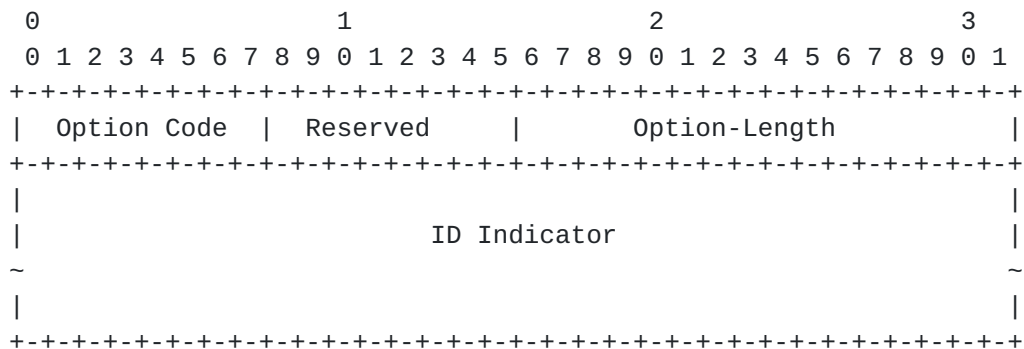 0                   1                   2                   3
 0 1 2 3 4 5 6 7 8 9 0 1 2 3 4 5 6 7 8 9 0 1 2 3 4 5 6 7 8 9 0 1
+-+-+-+-+-+-+-+-+-+-+-+-+-+-+-+-+-+-+-+-+-+-+-+-+-+-+-+-+-+-+-+-+
|  Option Code  | Reserved      |       Option-Length           |
+-+-+-+-+-+-+-+-+-+-+-+-+-+-+-+-+-+-+-+-+-+-+-+-+-+-+-+-+-+-+-+-+
|                                                               |
|                          ID Indicator                         |
~                                                               ~
|                                                               |
+-+-+-+-+-+-+-+-+-+-+-+-+-+-+-+-+-+-+-+-+-+-+-+-+-+-+-+-+-+-+-+-+